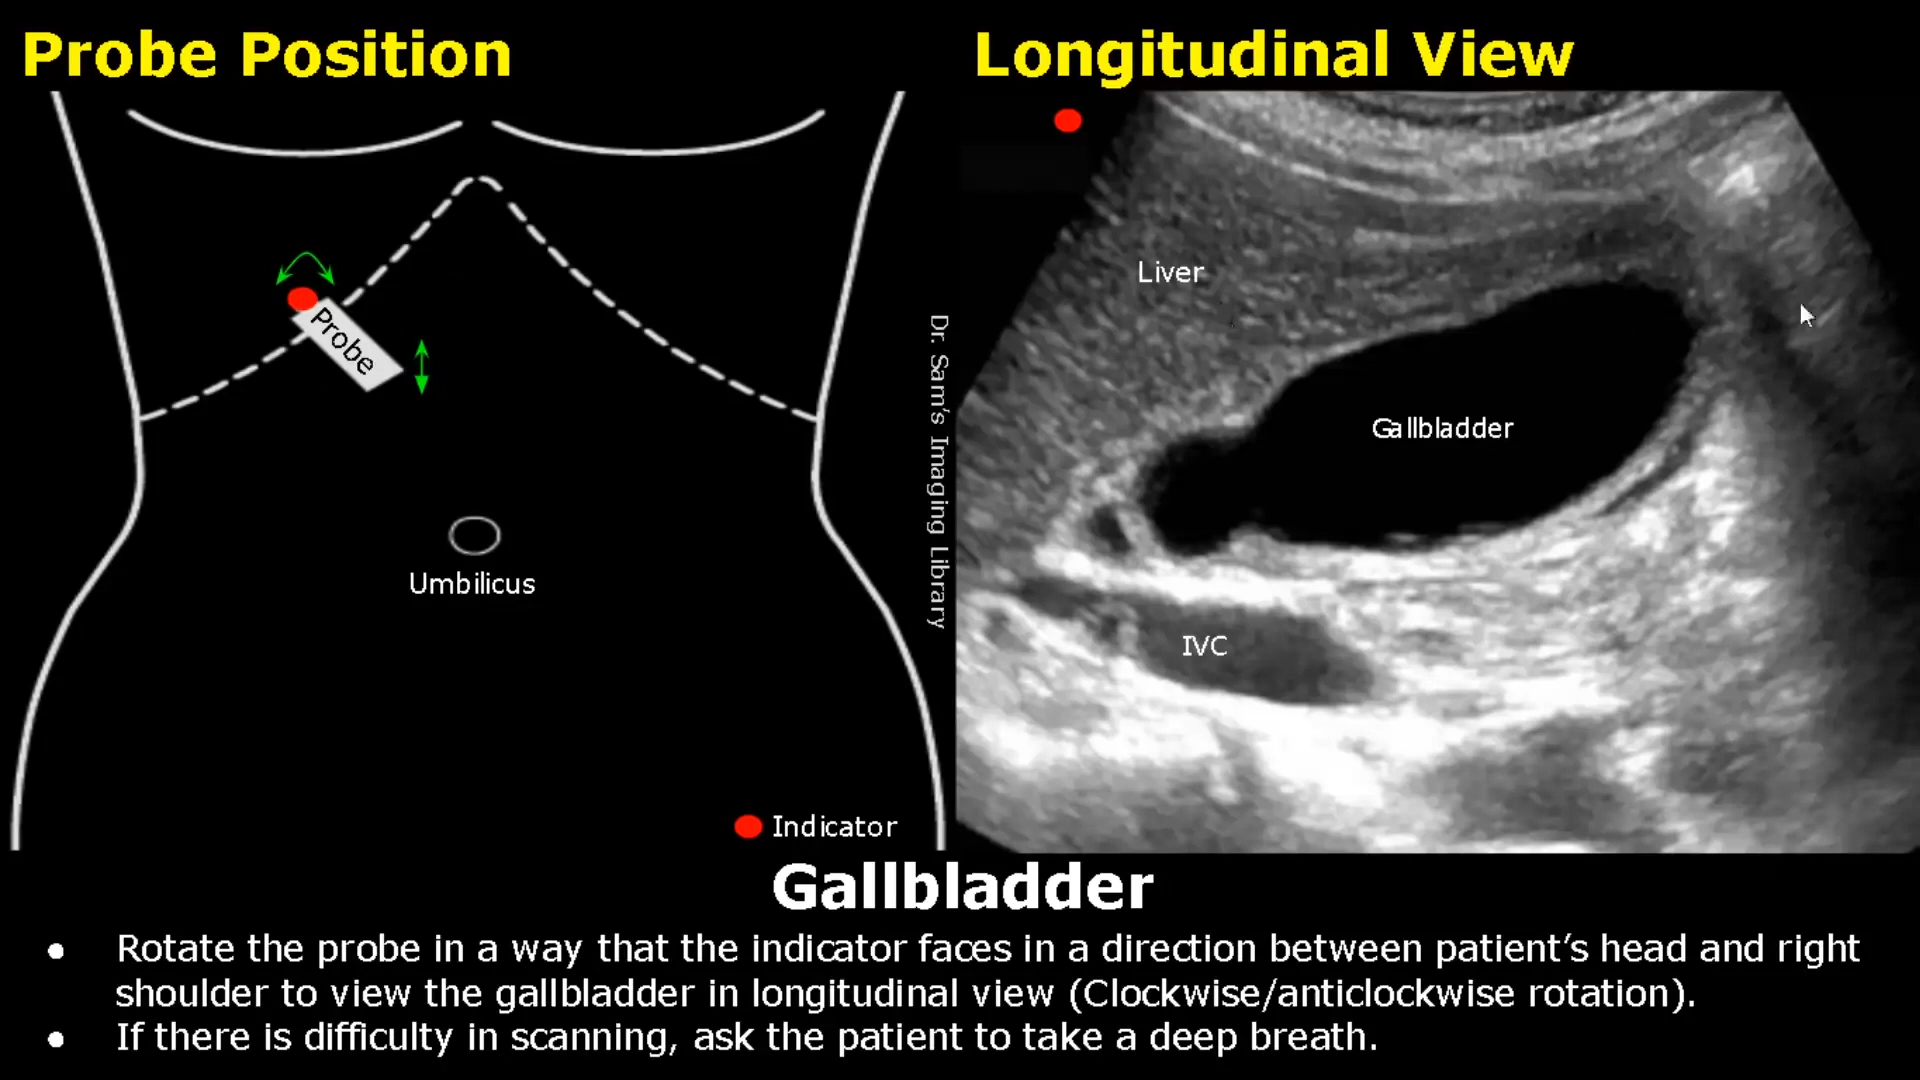 Probe Position
Longitudinal View
Probe
Umbilicus
Indicator
Dr. Sam's Imaging Library
Liver
Gallbladder
IVC
Gallbladder
• Rotate the probe in a way that the indicator faces in a direction between patient’s head and right
shoulder to view the gallbladder in longitudinal view (Clockwise/anticlockwise rotation).
• If there is difficulty in scanning, ask the patient to take a deep breath.